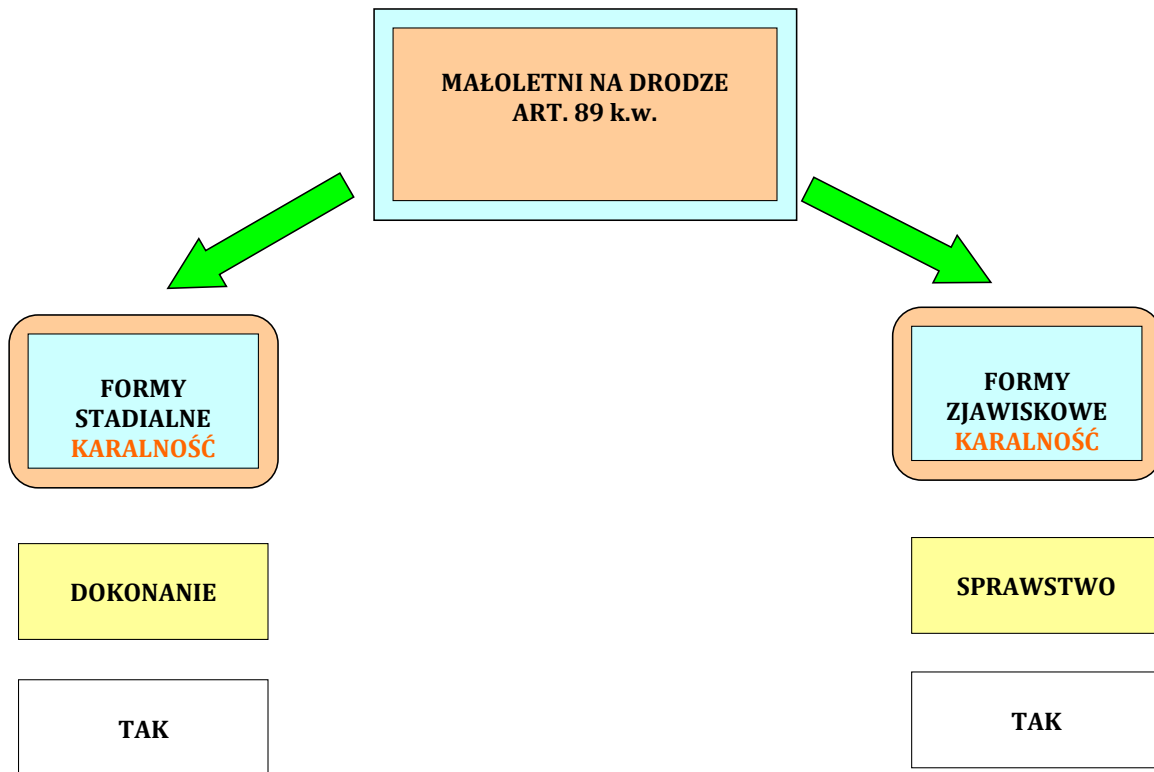 MAŁOLETNI NA DRODZE
ART. 89 k.w.
FORMY
STADIALNE
KARALNOŚĆ
FORMY
ZJAWISKOWE
KARALNOŚĆ
DOKONANIE
SPRAWSTWO
TAK
TAK